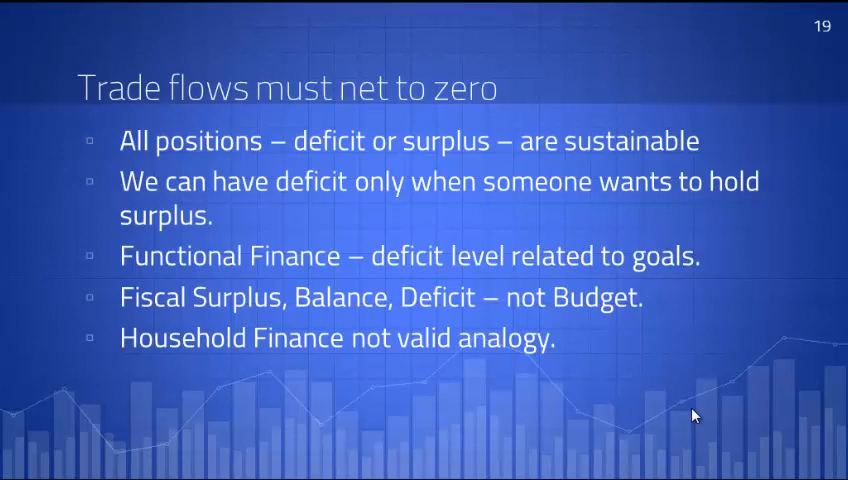 19
Trade flows must net to zero
All positions – deficit or surplus – are sustainable
We can have deficit only when someone wants to hold
surplus.
Functional Finance – deficit level related to goals.
Fiscal Surplus, Balance, Deficit – not Budget.
Household Finance not valid analogy.